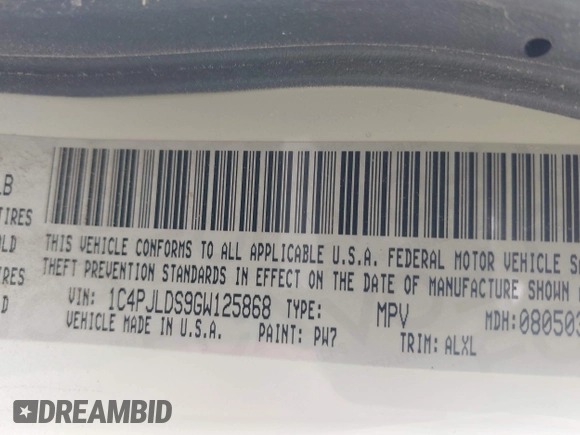 LB
TIRES
OLD
TIRES
OLD
THIS VEHICLE CONFORMS TO ALL APPLICABLE U.S.A. FEDERAL MOTOR VEHICLE
THEFT PREVENTION STANDARDS IN EFFECT ON THE DATE OF MANUFACTURE SHOWN
VIN: 1C4PJLDS9GW125868 TYPE: MPV MDH:080503
VEHICLE MADE IN U.S.A. PAINT: PW7 TRIM: ALXL
DREAMBID